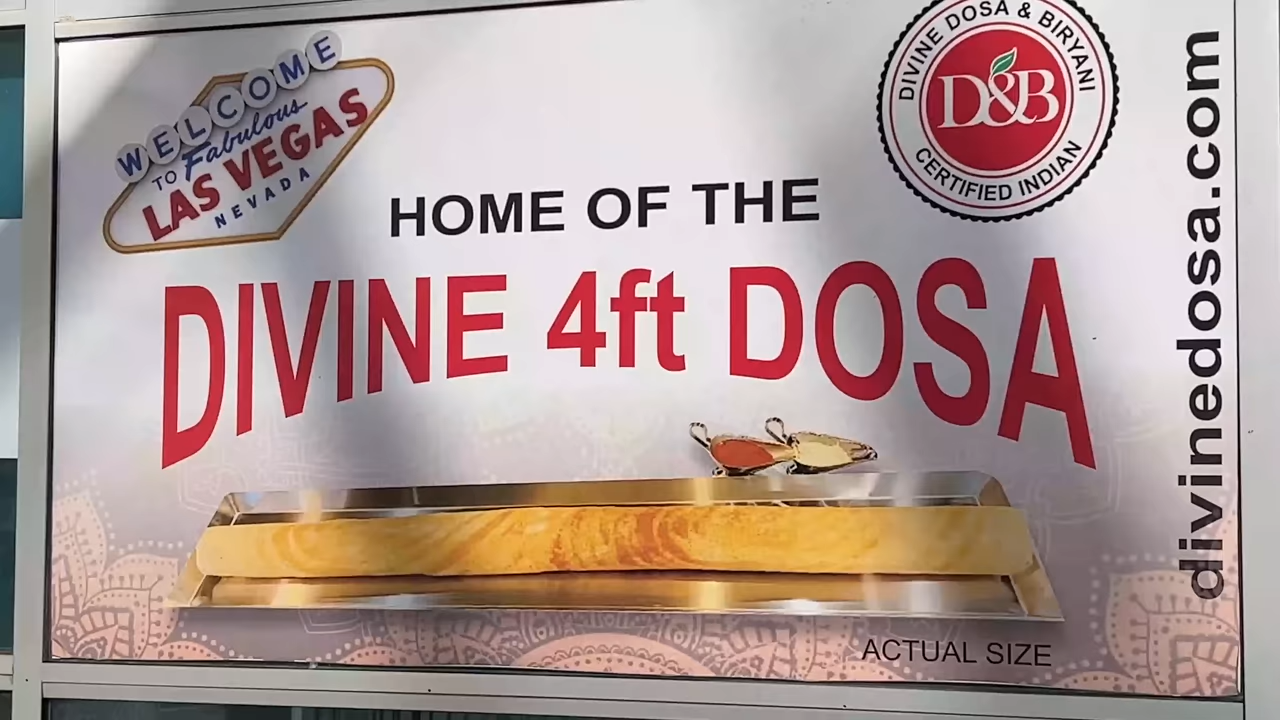 WELCOME
TO Fabulous
LAS VEGAS
NEVADA
DIVINE DOSA & BIRYANI
D&B
CERTIFIED INDIAN
HOME OF THE
DIVINE 4ft DOSA
ACTUAL SIZE
divinedosa.com